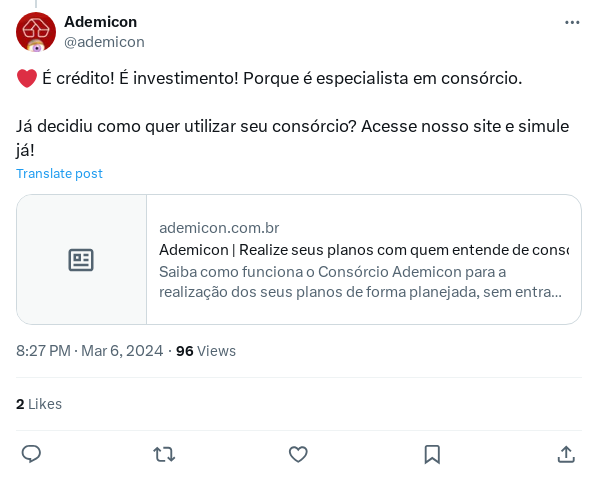 Ademicon
@ademicon
É crédito! É investimento! Porque é especialista em consórcio.
Já decidiu como quer utilizar seu consórcio? Acesse nosso site e simule
já!
Translate post
ademicon.com.br
Ademicon | Realize seus planos com quem entende de
Saiba como funciona o Consórcio Ademicon para a
realização dos seus planos de forma planejada, sem entra...
8:27 PM · Mar 6, 2024 · 96 Views
2 Likes